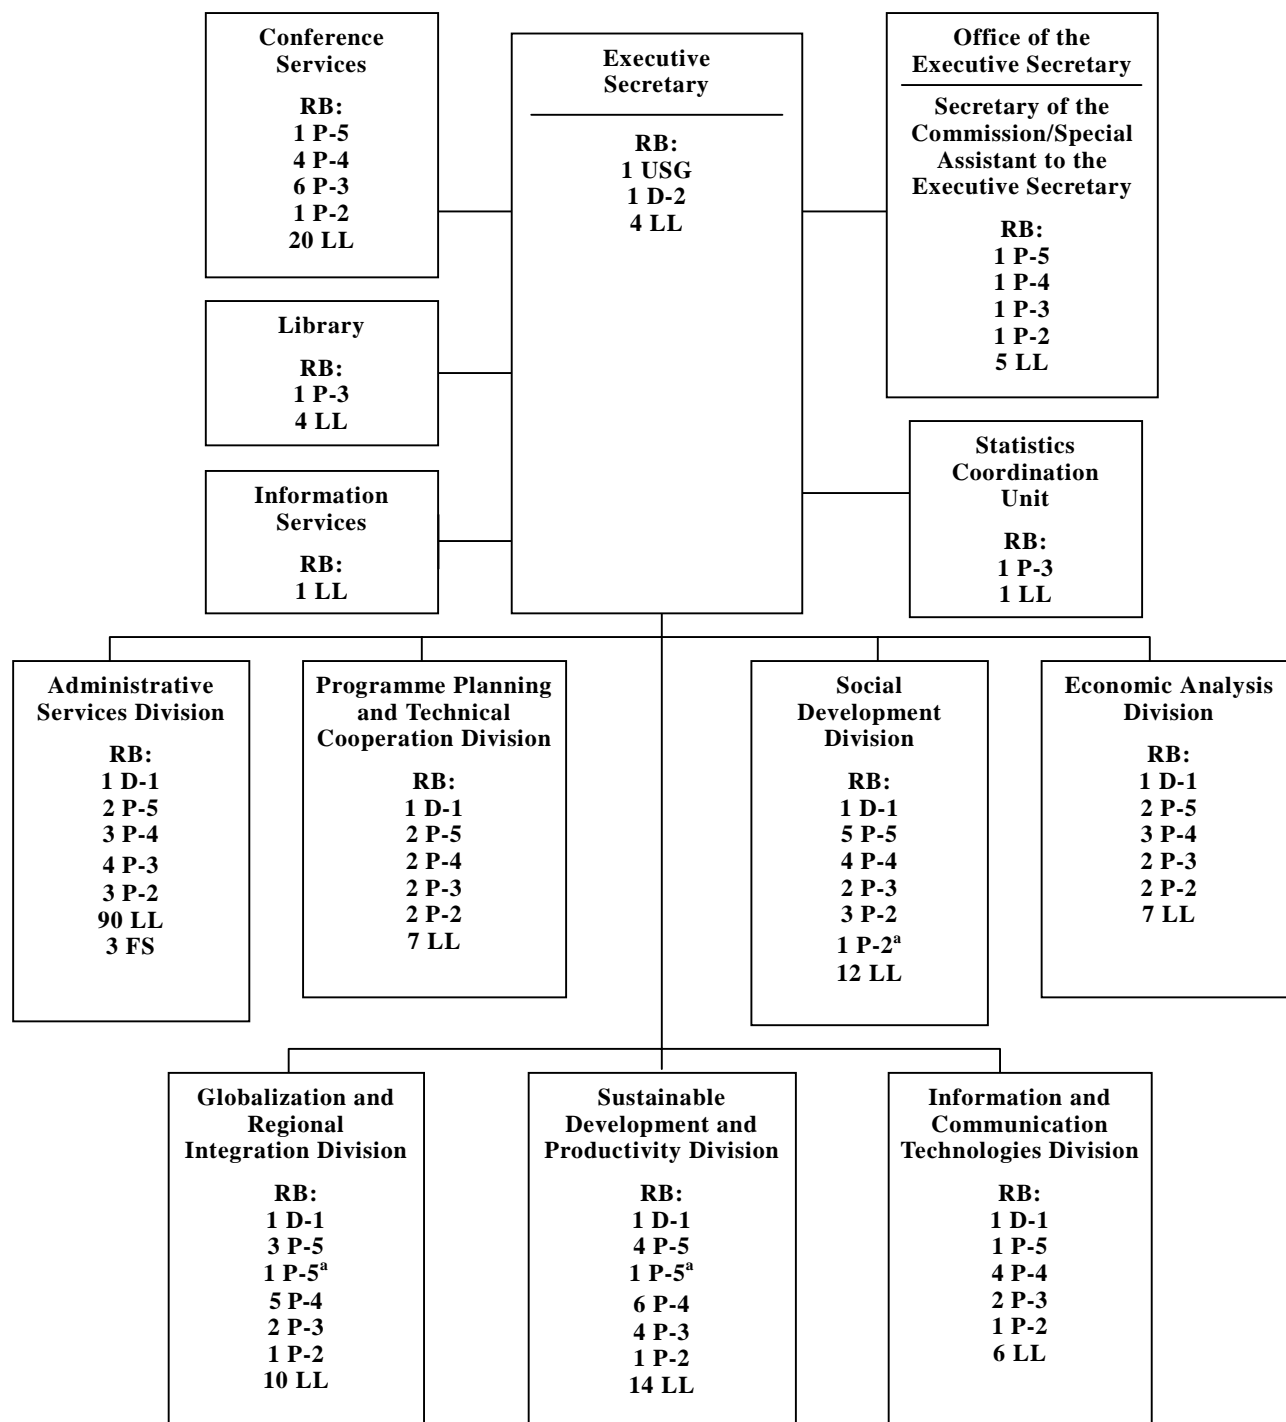 Conference
Services
RB:
1 P-5
4 P-4
6 P-3
1 P-2
20 LL
Executive
Secretary
RB:
1 USG
1 D-2
4 LL
Office of the
Executive Secretary
Secretary of the
Commission/Special
Assistant to the
Executive Secretary
RB:
1 P-5
1 P-4
1 P-3
1 P-2
5 LL
Library
RB:
1 P-3
4 LL
Information
Services
RB:
1 LL
Statistics
Coordination
Unit
RB:
1 P-3
1 LL
Administrative
Services Division
RB:
1 D-1
2 P-5
3 P-4
4 P-3
3 P-2
90 LL
3 FS
Programme Planning
and Technical
Cooperation Division
RB:
1 D-1
2 P-5
2 P-4
2 P-3
2 P-2
7 LL
Social
Development
Division
RB:
1 D-1
5 P-5
4 P-4
2 P-3
3 P-2
1 P-2ª
12 LL
Economic Analysis
Division
RB:
1 D-1
2 P-5
3 P-4
2 P-3
2 P-2
7 LL
Globalization and
Regional
Integration Division
RB:
1 D-1
3 P-5
1 P-5ª
5 P-4
2 P-3
1 P-2
10 LL
Sustainable
Development and
Productivity Division
RB:
1 D-1
4 P-5
1 P-5ª
6 P-4
4 P-3
1 P-2
14 LL
Information and
Communication
Technologies Division
RB:
1 D-1
1 P-5
4 P-4
2 P-3
1 P-2
6 LL